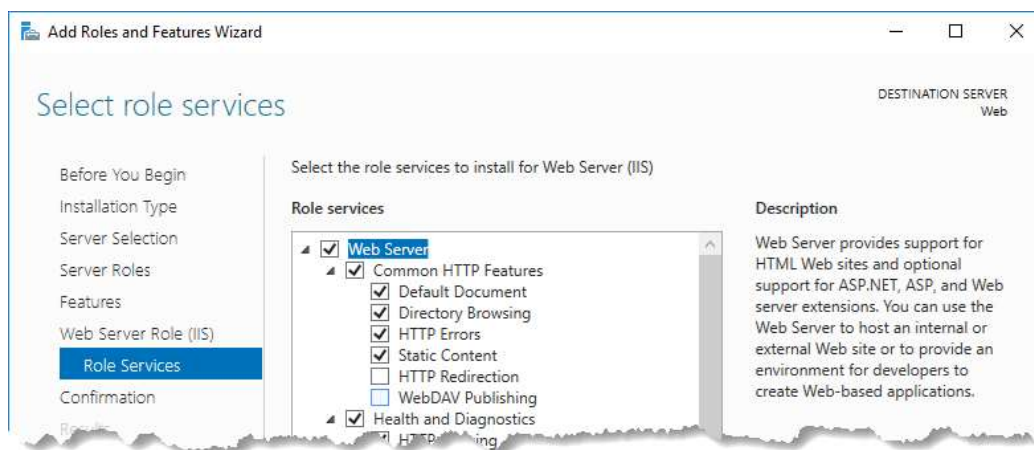 Add Roles and Features Wizard
Select role services
DESTINATION SERVER
Web
Before You Begin
Installation Type
Server Selection
Server Roles
Features
Web Server Role (IIS)
Role Services
Confirmation
Select the role services to install for Web Server (IIS)
Role services
Web Server
Common HTTP Features
Default Document
Directory Browsing
HTTP Errors
Static Content
HTTP Redirection
WebDAV Publishing
Health and Diagnostics
Description
Web Server provides support for
HTML Web sites and optional
support for ASP.NET, ASP, and Web
server extensions. You can use the
Web Server to host an internal or
external Web site or to provide an
environment for developers to
create Web-based applications.